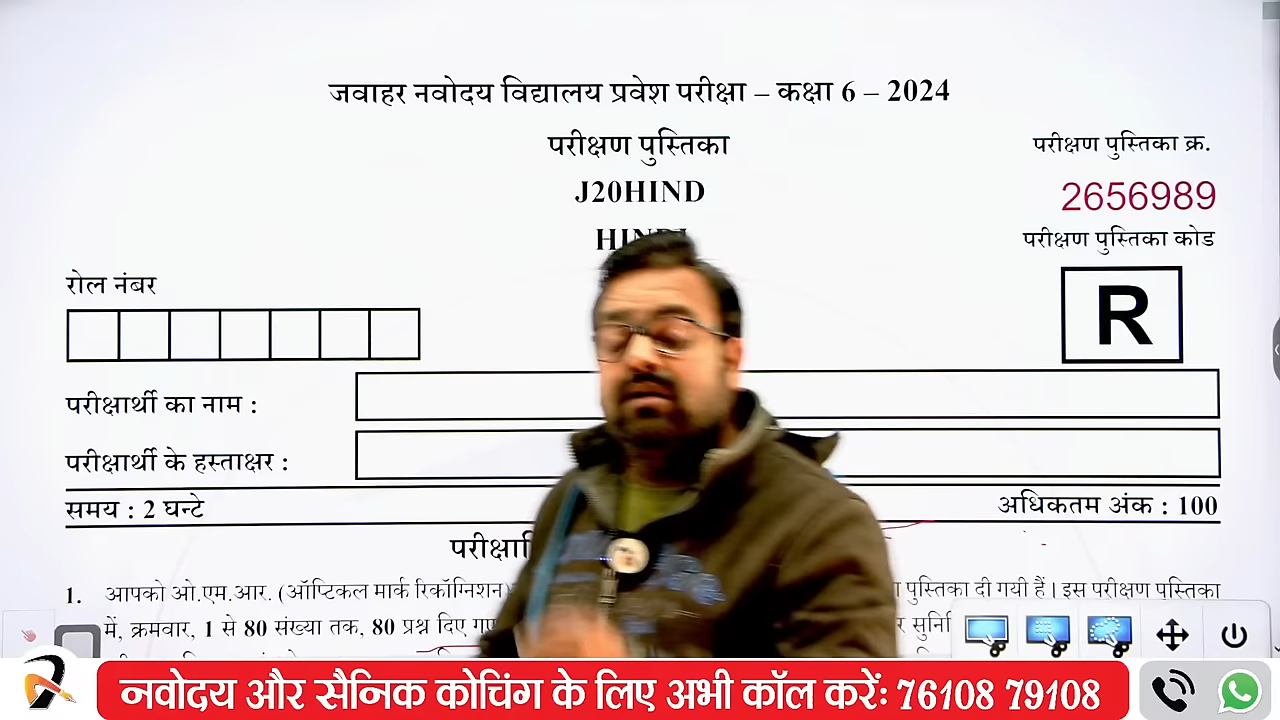 जवाहर नवोदय विद्यालय प्रवेश परीक्षा – कक्षा 6 – 2024
परीक्षण पुस्तिका
परीक्षण पुस्तिका क्र.
J20HIND
2656989
परीक्षण पुस्तिका कोड
रोल नंबर
R
परीक्षार्थी का नाम :
परीक्षार्थी के हस्ताक्षर :
समय : 2 घन्टे
अधिकतम अंक : 100
1. आपको ओ.एम.आर. (ऑप्टिकल मार्क रिकॉग्निशन) पुस्तिका दी गयी हैं। इस परीक्षण पुस्तिका
में, क्रमवार, 1 से 80 संख्या तक, 80 प्रश्न दिए
नवोदय और सैनिक कोचिंग के लिए अभी कॉल करें: 76108 79108